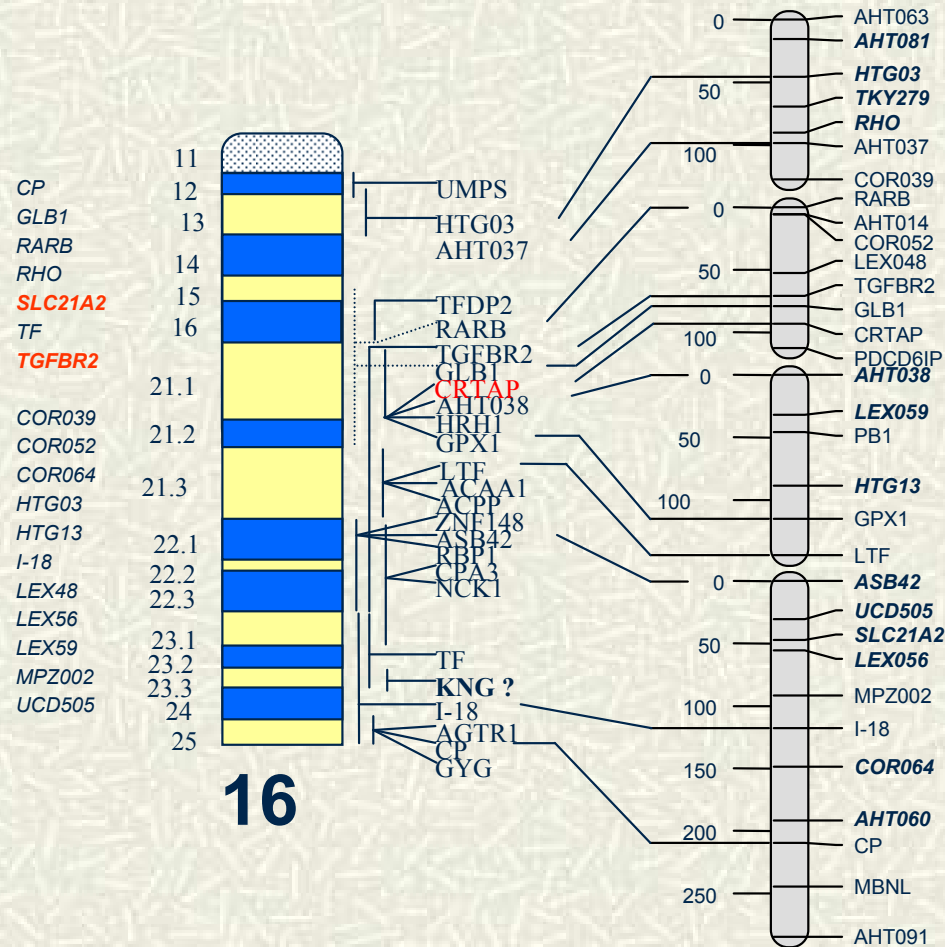 CP
GLB1
RARB
RHO
SLC21A2
TF
TGFBR2
COR039
COR052
COR064
HTG03
HTG13
I-18
LEX48
LEX56
LEX59
MPZ002
UCD505
11
12
13
14
15
16
21.1
21.2
21.3
22.1
22.2
22.3
23.1
23.2
23.3
24
25
16
UMPS
HTG03
AHT037
TFDP2
RARB
TGFBR2
GLB1
CRTAP
AHT038
HRH1
GPX1
LTF
ACAA1
ACPP
ZNF148
ASB42
RBP1
CPA3
NCK1
TF
KNG ?
I-18
AGTR1
CP
GYG
0
50
100
AHT063
AHT081
HTG03
TKY279
RHO
AHT037
COR039
0
50
100
RARB
AHT014
COR052
LEX048
TGFBR2
GLB1
CRTAP
PDCD6IP
0
50
100
AHT038
LEX059
PB1
HTG13
GPX1
LTF
0
50
100
150
200
250
ASB42
UCD505
SLC21A2
LEX056
MPZ002
I-18
COR064
AHT060
CP
MBNL
AHT091